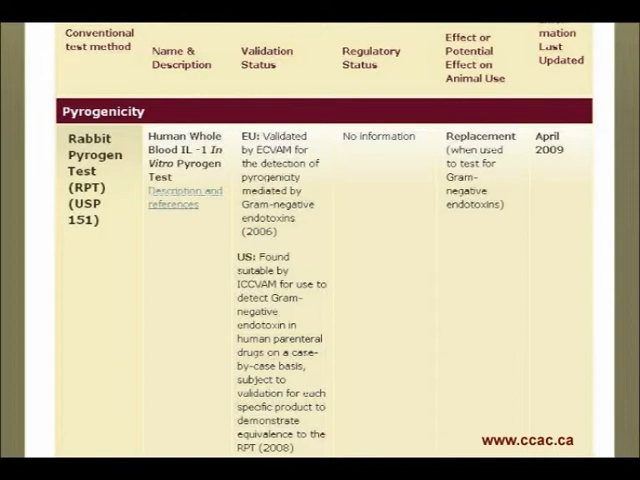 Conventional
test method
Name &
Description
Validation
Status
Regulatory
Status
Effect or
Potential
Effect on
Animal Use
mation
Last
Updated
Pyrogenicity
Rabbit
Pyrogen
Test
(RPT)
(USP
151)
Human Whole
Blood IL -1 In
Vitro Pyrogen
Test
Description and
references
EU: Validated
by ECVAM for
the detection of
pyrogenicity
mediated by
Gram-negative
endotoxins
(2006)
US: Found
suitable by
ICCVAM for use to
detect Gram-
negative
endotoxin in
human parenteral
drugs on a case-
by-case basis,
subject to
validation for each
specific product to
demonstrate
equivalence to the
RPT (2008)
No information
Replacement
(when used
to test for
Gram-
negative
endotoxins)
April
2009
www.ccac.ca